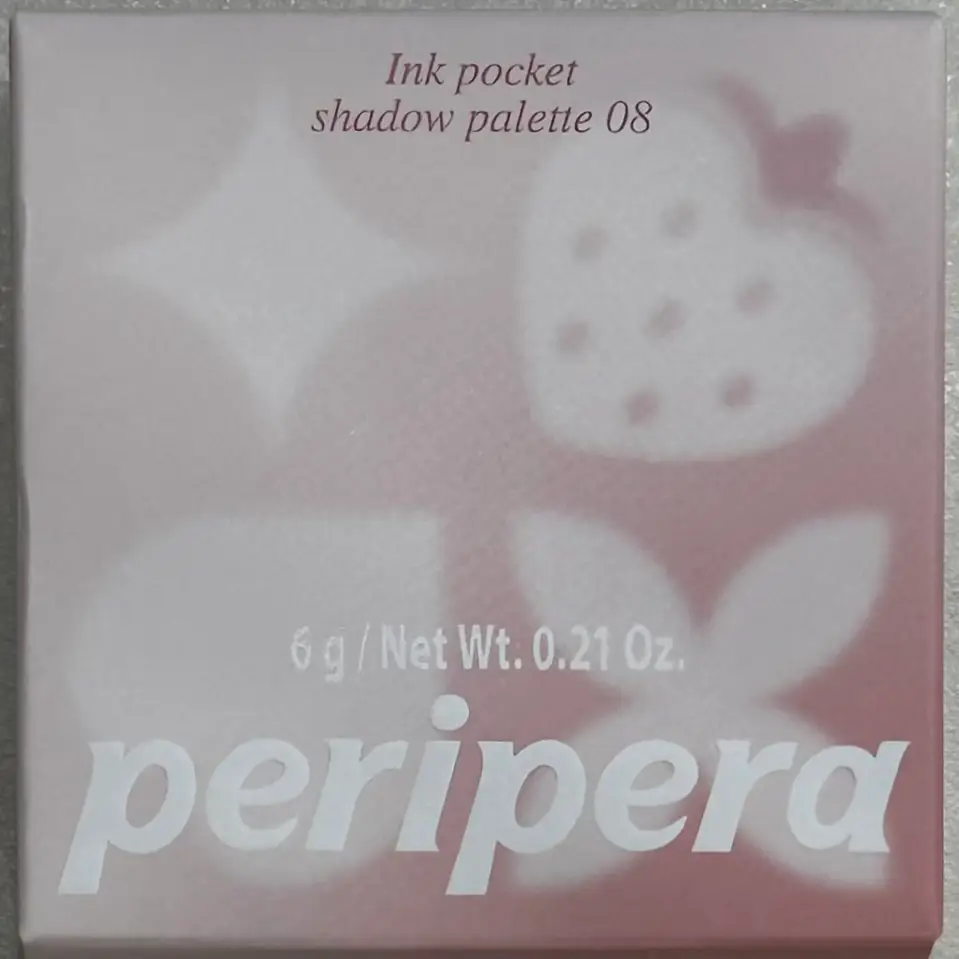 Ink pocket
shadow palette 08
6 g / Net Wt. 0.21 Oz.
peripera